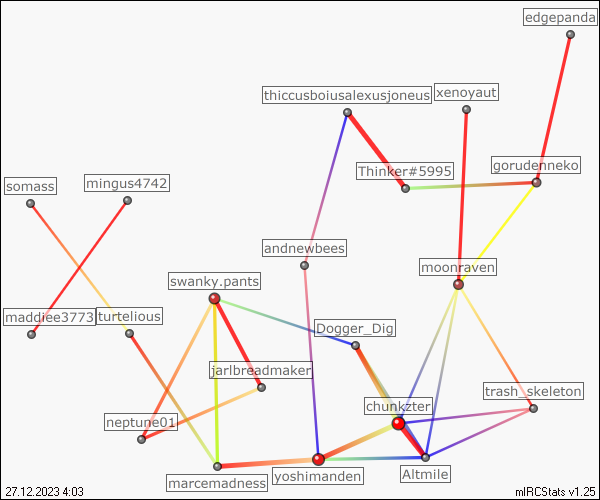 edgepanda
thiccusboiusalexusjoneus
xenoyaut
Thinker#5995
gorudenneko
somass
mingus4742
andnewbees
moonraven
swanky.pants
maddiee3773
turtelious
Dogger_Dig
jarlbreadmaker
trash_skeleton
chunkzter
neptune01
marcemadness
yoshimanden
Altmile
27.12.2023 4:03
mIRCStats v1.25